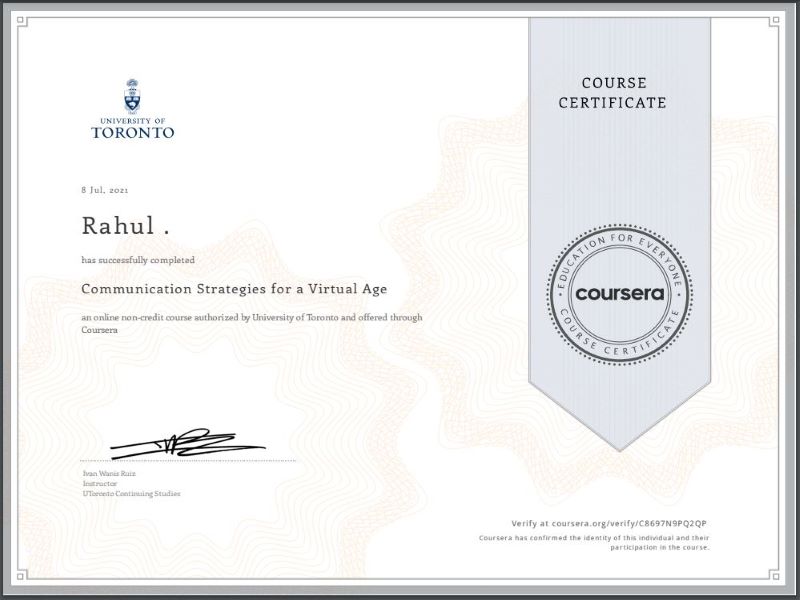 UNIVERSITY OF
TORONTO
COURSE
CERTIFICATE
8 Jul, 2021
Rahul .
has successfully completed
Communication Strategies for a Virtual Age
an online non-credit course authorized by University of Toronto and offered through
Coursera
EDUCATION FOR EVERYONE
coursera
COURSE CERTIFICATE
Ivan Wanis Ruiz
Instructor
UToronto Continuing Studies
Verify at coursera.org/verify/C8697N9PQ2QP
Coursera has confirmed the identity of this individual and their
participation in the course.